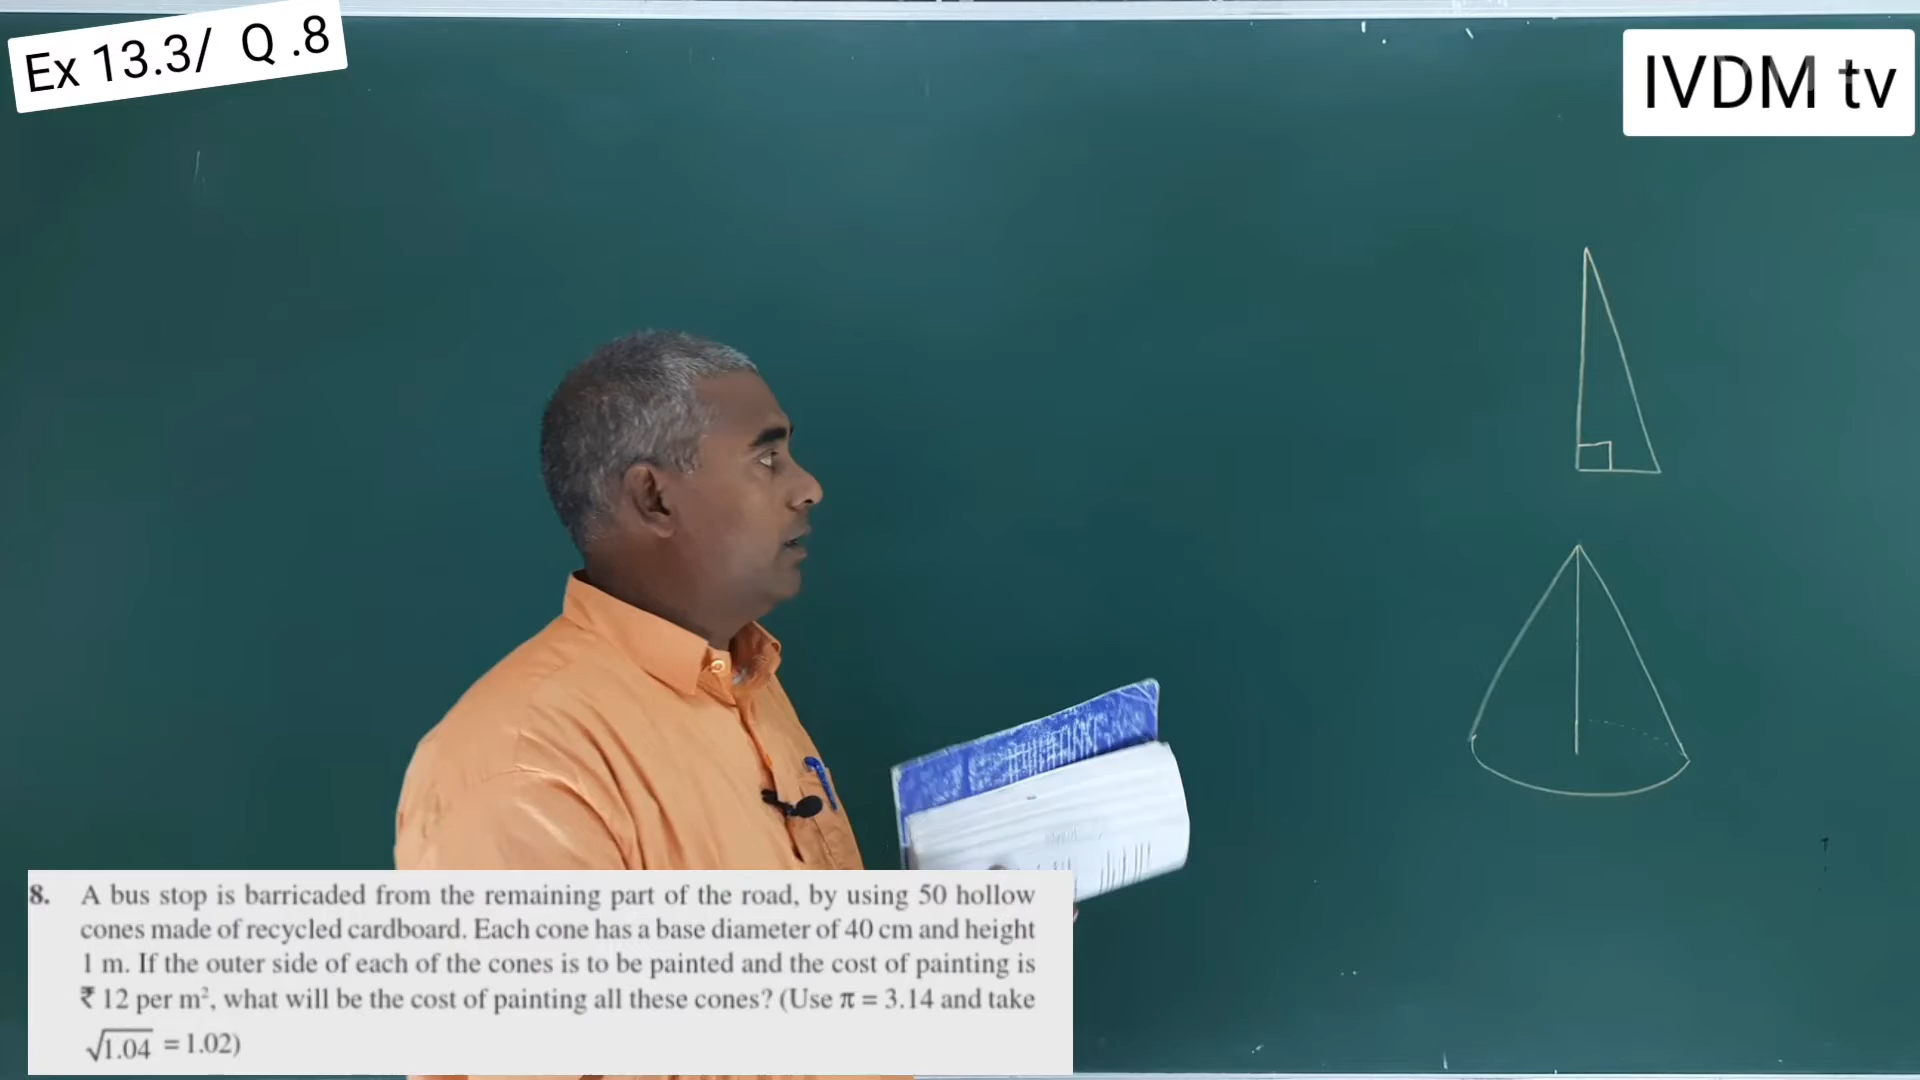 Ex 13.3/ Q .8
IVDM tv
8. A bus stop is barricaded from the remaining part of the road, by using 50 hollow
cones made of recycled cardboard. Each cone has a base diameter of 40 cm and height
1 m. If the outer side of each of the cones is to be painted and the cost of painting is
₹ 12 per m², what will be the cost of painting all these cones? (Use π = 3.14 and take
√1.04 = 1.02)